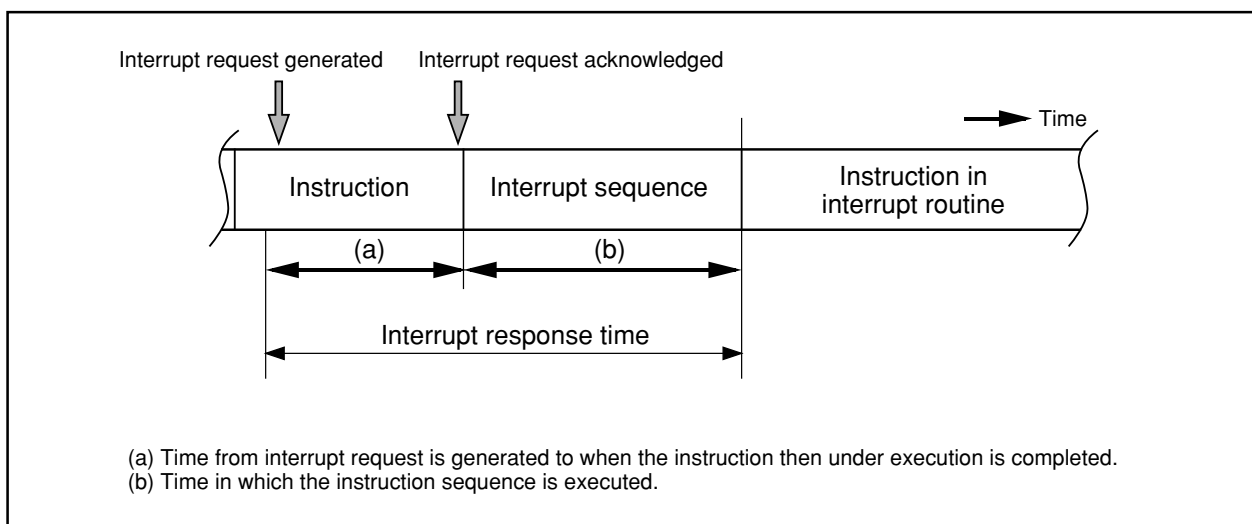 Interrupt request generated
Interrupt request acknowledged
Time
Instruction
Interrupt sequence
Instruction in
interrupt routine
(a)
(b)
Interrupt response time
(a) Time from interrupt request is generated to when the instruction then under execution is completed.
(b) Time in which the instruction sequence is executed.